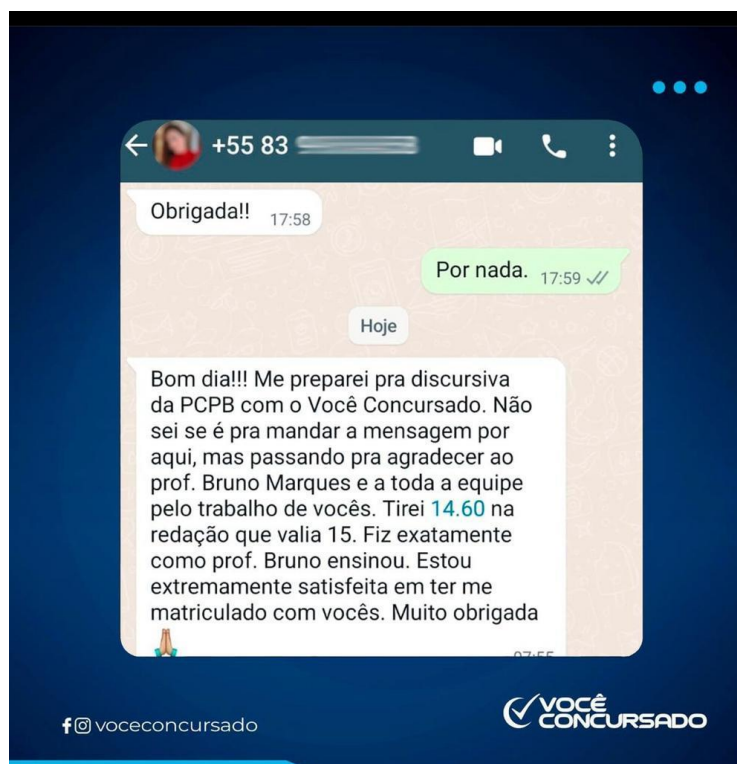 +55 83
Obrigada!! 17:58
Por nada. 17:59
Hoje
Bom dia!!! Me preparei pra discursiva
da PCPB com o Você Concursado. Não
sei se é pra mandar a mensagem por
aqui, mas passando pra agradecer ao
prof. Bruno Marques e a toda a equipe
pelo trabalho de vocês. Tirei 14.60 na
redação que valia 15. Fiz exatamente
como prof. Bruno ensinou. Estou
extremamente satisfeita em ter me
matriculado com vocês. Muito obrigada
🙏🏼 07:55
voceconcursado
VOCÊ
CONCURSADO